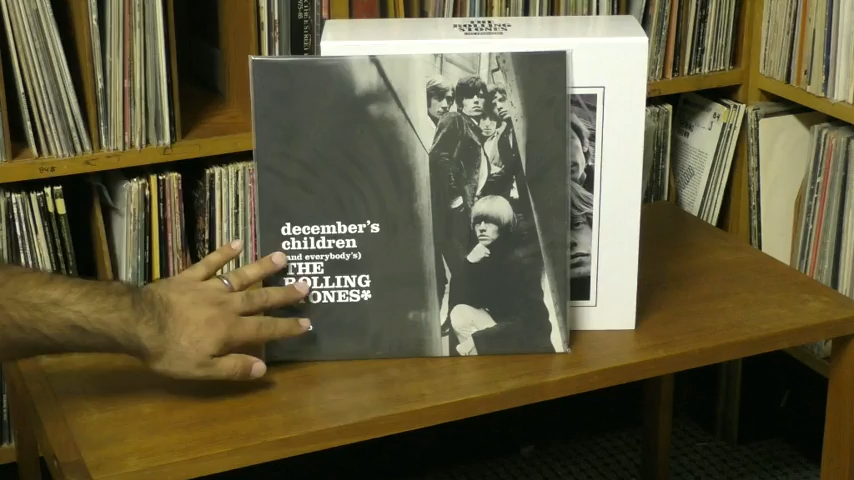 THE
ROLLING
STONES
december's
children
(and everybody's)
THE
ROLLING
STONES*